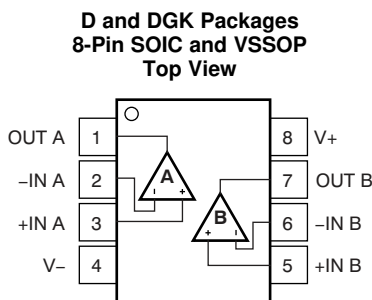 D and DGK Packages
8-Pin SOIC and VSSOP
Top View
OUT A 1 8 V+
−IN A 2 A 7 OUT B
− +
+IN A 3 B 6 −IN B
+ −
V− 4 5 +IN B